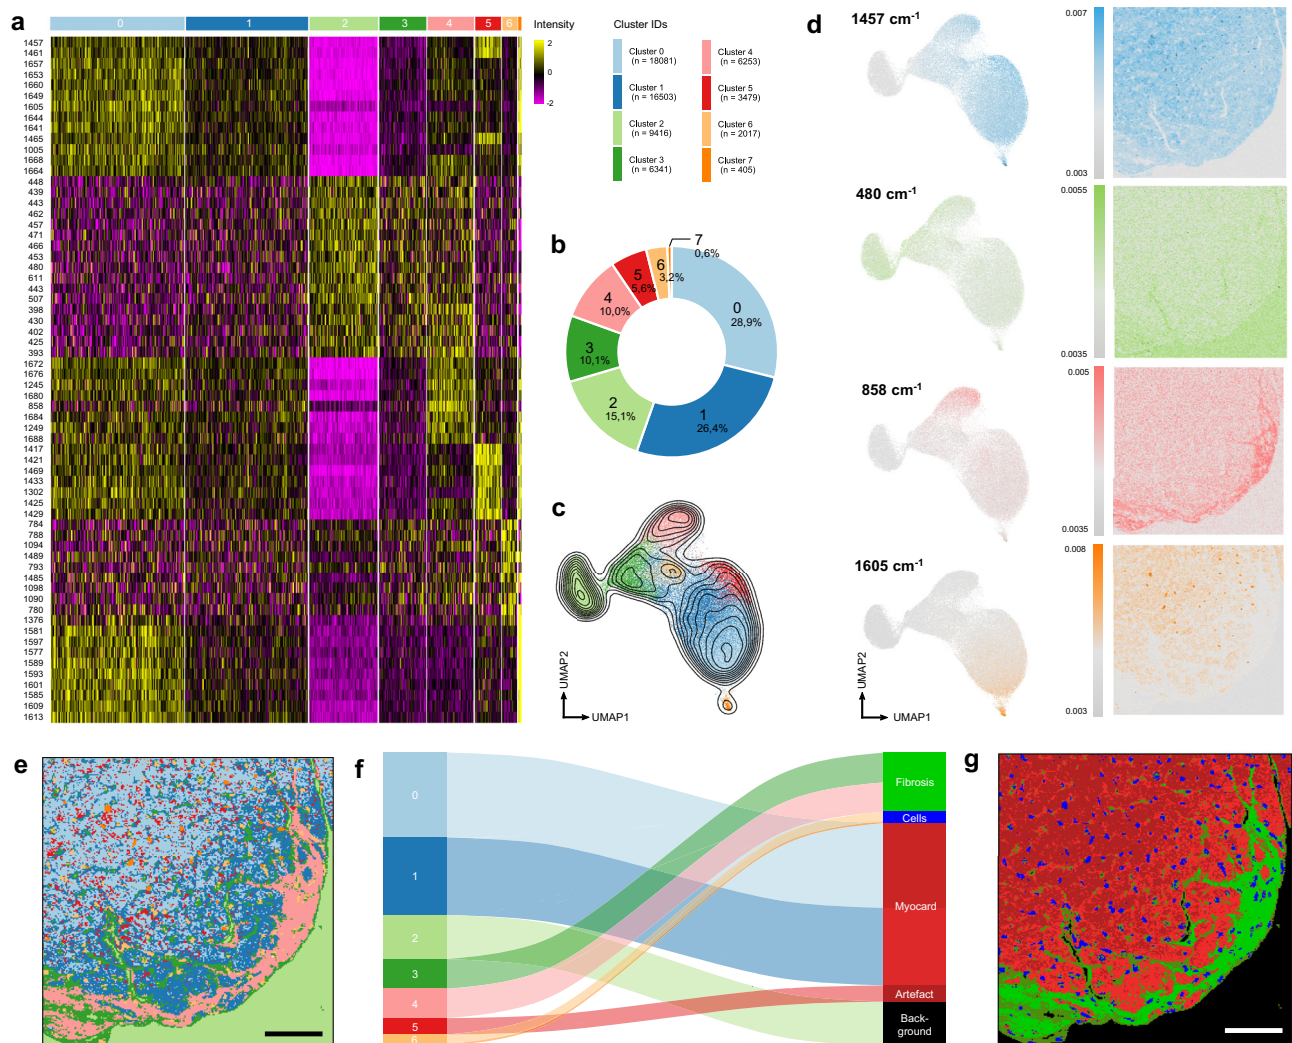 a
0 1 2 3 4 5 6
1457
1461
1657
1653
1660
1649
1605
1644
1641
1465
1005
1668
1664
448
439
443
462
457
471
466
453
480
611
443
507
398
430
402
425
393
1672
1676
1245
1680
858
1684
1249
1688
1417
1421
1469
1433
1302
1425
1429
784
788
1094
1489
793
1485
1098
1090
780
1376
1581
1597
1577
1589
1593
1601
1585
1609
1613
Intensity
2
0
-2
Cluster IDs
Cluster 0
(n = 18081)
Cluster 1
(n = 16503)
Cluster 2
(n = 9416)
Cluster 3
(n = 6341)
Cluster 4
(n = 6253)
Cluster 5
(n = 3479)
Cluster 6
(n = 2017)
Cluster 7
(n = 405)
b
7
0,6%
0
28,9%
1
26,4%
2
15,1%
3
10,1%
4
10,0%
5
5,6%
6
3,2%
c
UMAP2
UMAP1
d
1457 cm⁻¹
0.007
0.003
480 cm⁻¹
0.0055
0.0035
858 cm⁻¹
0.005
0.0035
1605 cm⁻¹
0.008
0.003
UMAP2
UMAP1
e
f
0
1
2
3
4
5
6
Fibrosis
Cells
Myocard
Artefact
Back-
ground
g